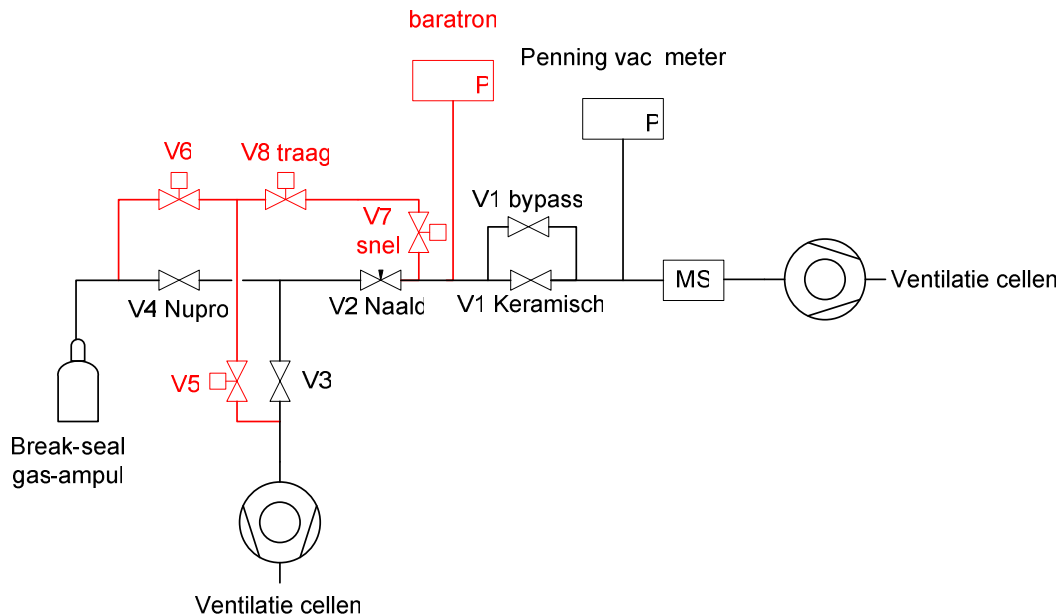 baratron
Penning vac meter
P
P
V6
V8 traag
V7
snel
V1 bypass
V4 Nupro
V2 Naald
V1 Keramisch
MS
Ventilatie cellen
V5
V3
Break-seal
gas-ampul
Ventilatie cellen